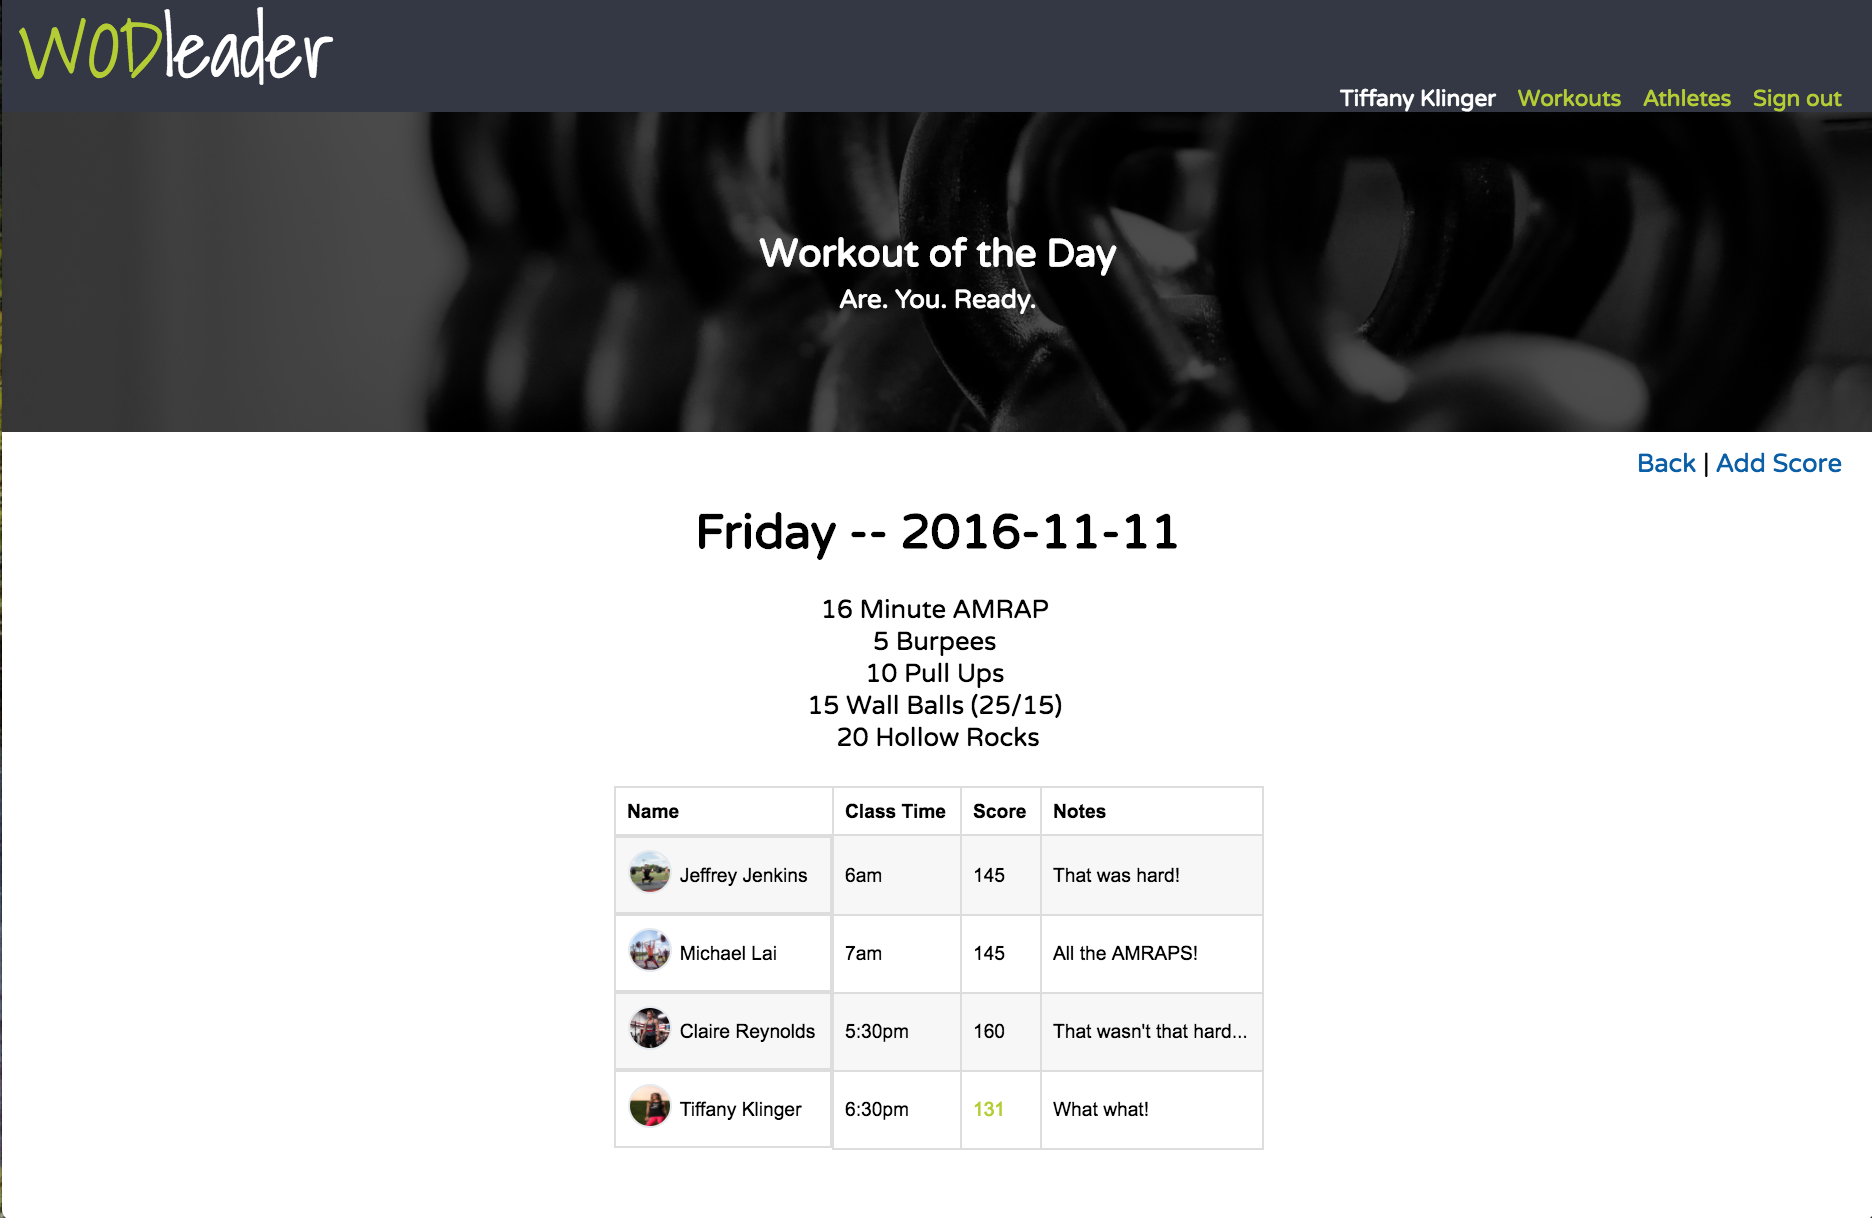 WODleader
Tiffany Klinger Workouts Athletes Sign out
Workout of the Day
Are. You. Ready.
Back | Add Score
Friday -- 2016-11-11
16 Minute AMRAP
5 Burpees
10 Pull Ups
15 Wall Balls (25/15)
20 Hollow Rocks
Name Class Time Score Notes
Jeffrey Jenkins 6am 145 That was hard!
Michael Lai 7am 145 All the AMRAPS!
Claire Reynolds 5:30pm 160 That wasn't that hard...
Tiffany Klinger 6:30pm 131 What what!